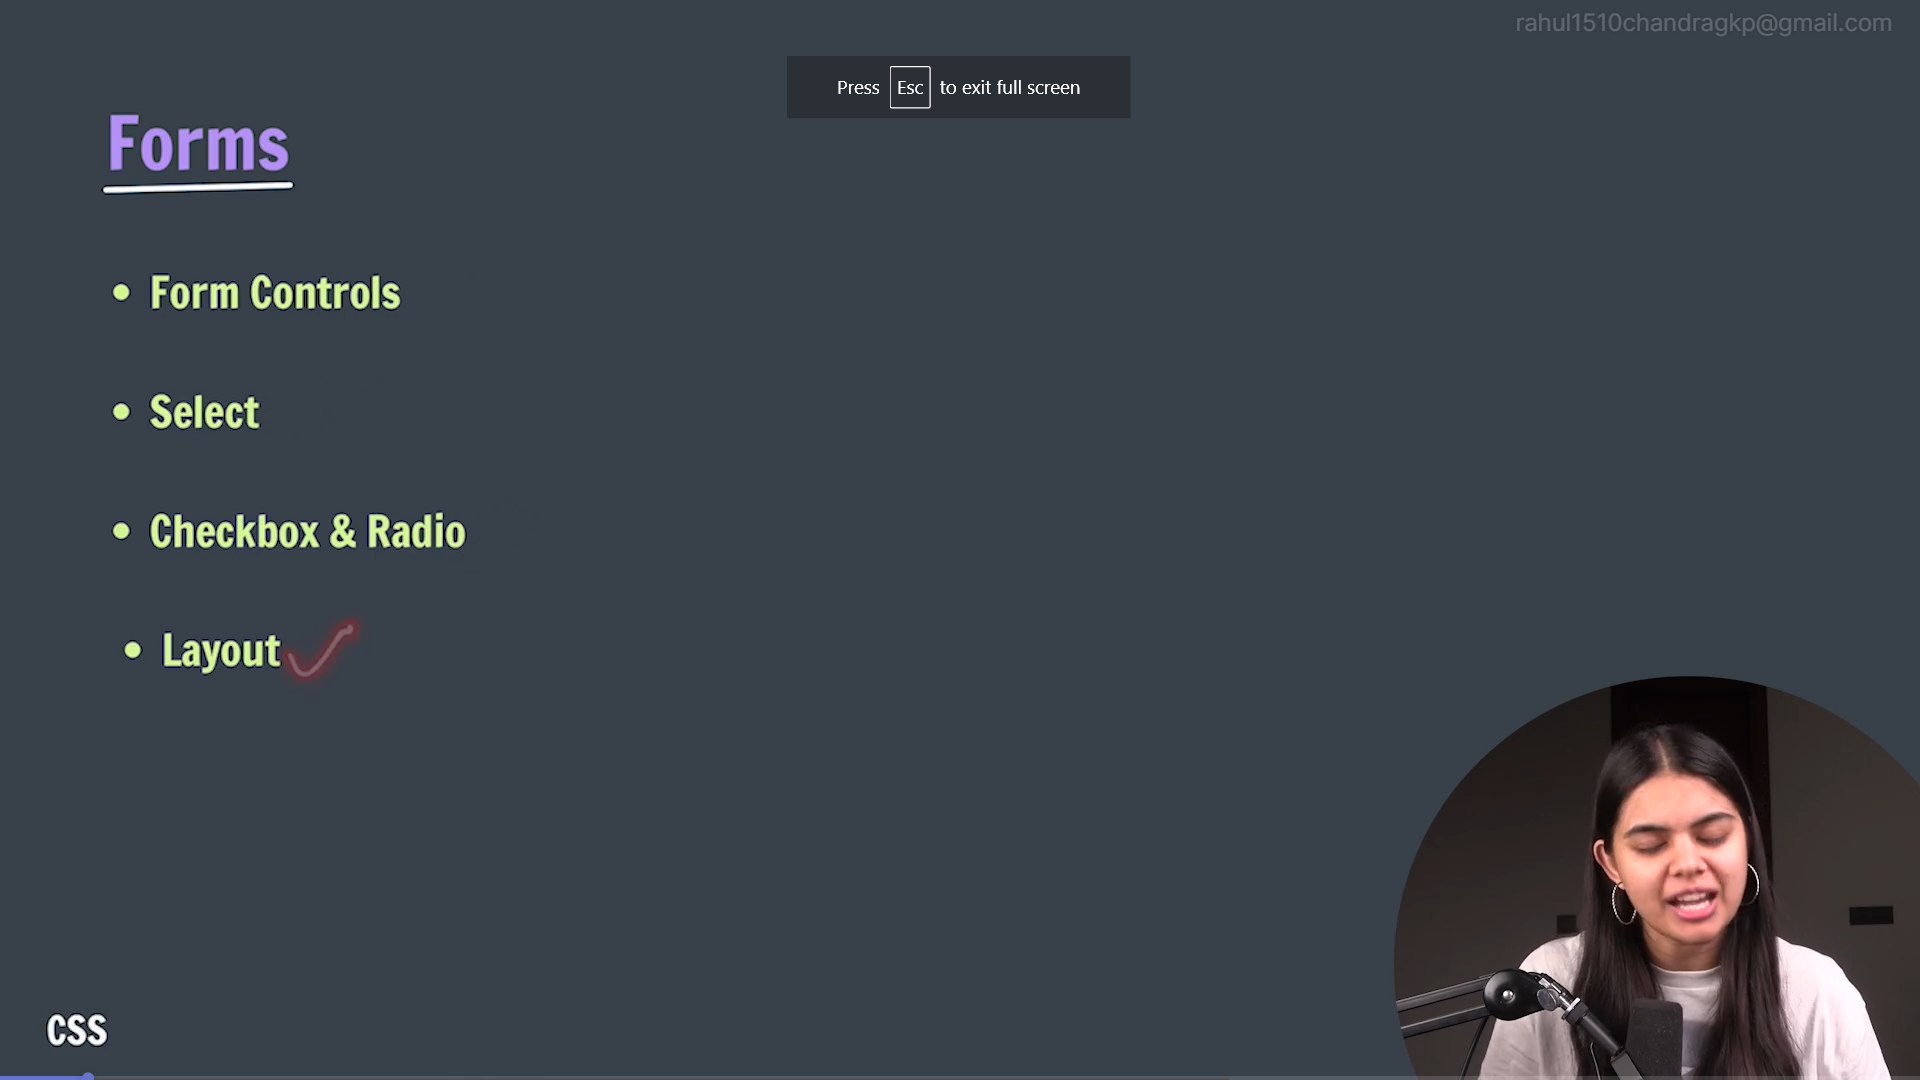 rahul1510chandragkp@gmail.com
Press Esc to exit full screen
Forms
• Form Controls
• Select
• Checkbox & Radio
• Layout
CSS